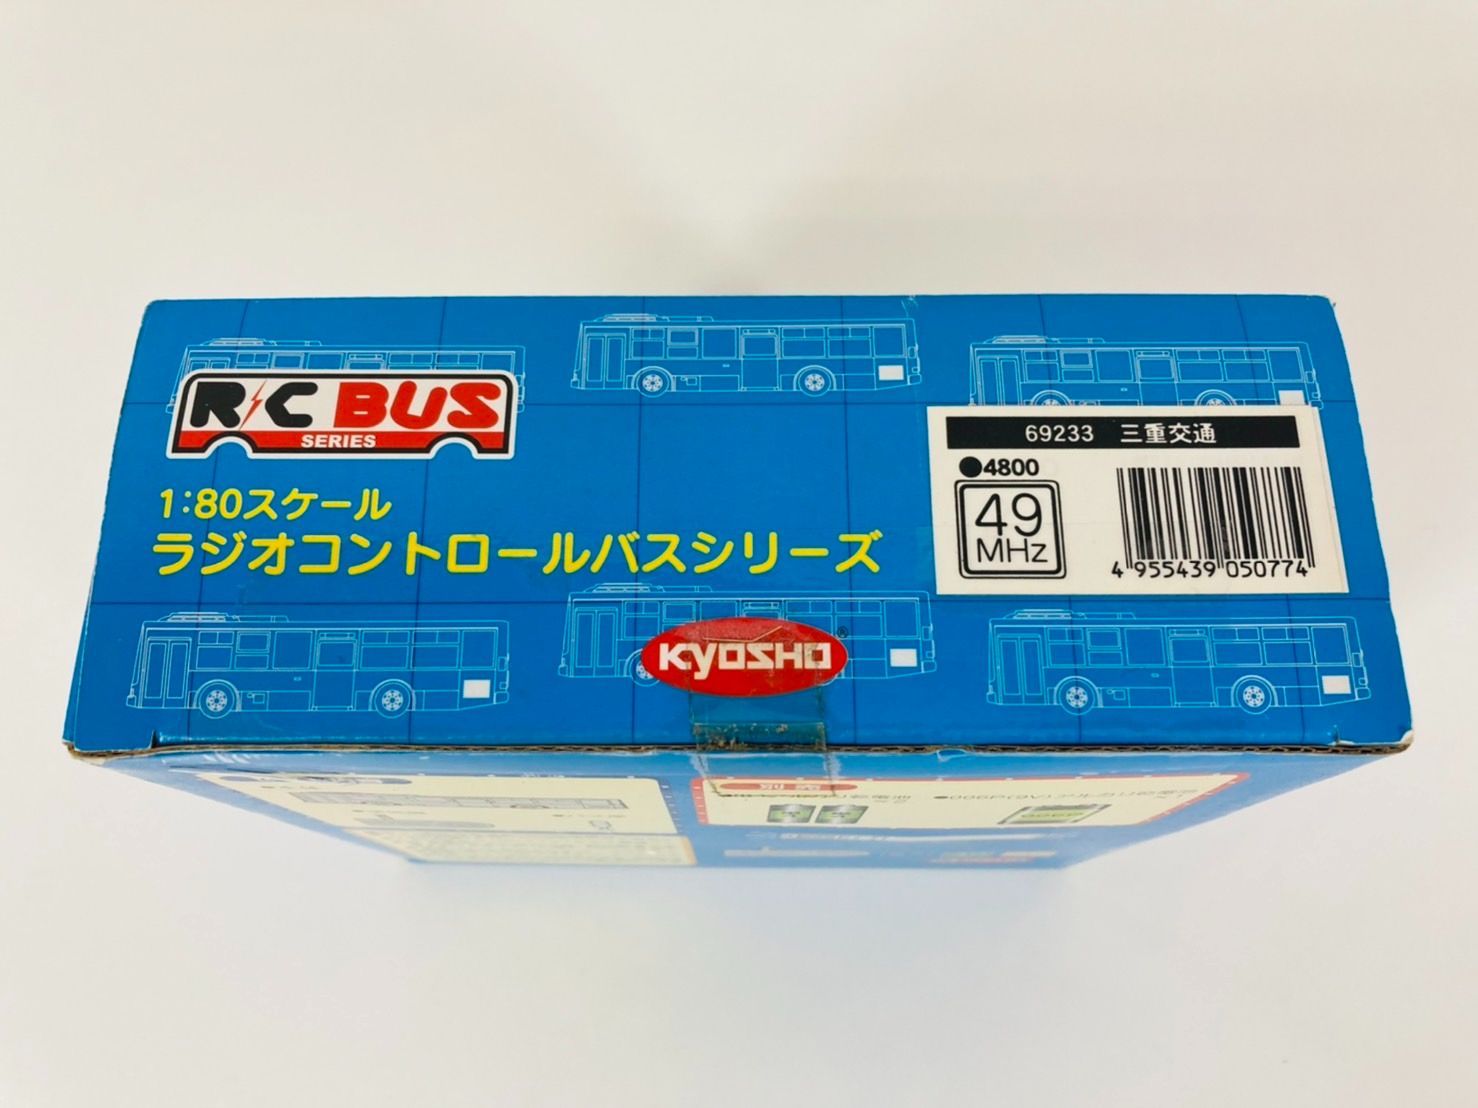 R/C BUS
SERIES
1:80スケール
ラジオコントロールバスシリーズ
69233 三重交通
●4800
49
MHz
4 955439 050774
KYOSHO®